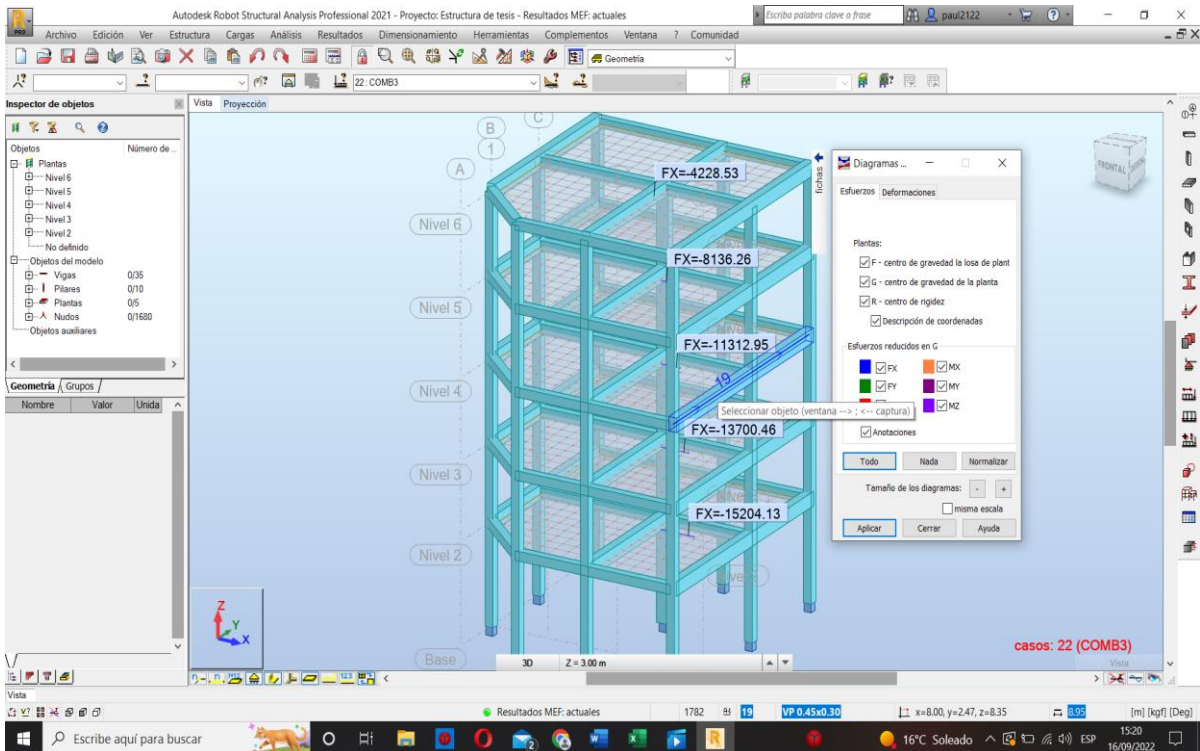 PRO
Autodesk Robot Structural Analysis Professional 2021 - Proyecto: Estructura de tesis - Resultados MEF: actuales
Escriba palabra clave o frase
paul2122
Archivo Edición Ver Estructura Cargas Análisis Resultados Dimensionamiento Herramientas Complementos Ventana ? Comunidad
Geometría
22: COMB3
Inspector de objetos
Vista Proyección
Objetos Número de ...
Plantas
Nivel 6
Nivel 5
Nivel 4
Nivel 3
Nivel 2
No definido
Objetos del modelo
Vigas 0/35
Pilares 0/10
Plantas 0/5
Nudos 0/1680
Objetos auxiliares
Geometría Grupos
Nombre Valor Unida
B C
1
A
Nivel 6
Nivel 5
Nivel 4
Nivel 3
Nivel 2
Base
FX=-4228.53
FX=-8136.26
FX=-11312.95
19
Seleccionar objeto (ventana --> ; <-- captura)
FX=-13700.46
FX=-15204.13
fichas
FRONTAL
Diagramas ...
Esfuerzos Deformaciones
Plantas:
F - centro de gravedad la losa de plant
G - centro de gravedad de la planta
R - centro de rigidez
Descripción de coordenadas
Esfuerzos reducidos en G
FX MX
FY MY
MZ
Anotaciones
Todo Nada Normalizar
Tamaño de los diagramas: - +
misma escala
Aplicar Cerrar Ayuda
Z
Y
X
casos: 22 (COMB3)
3D Z = 3.00 m
Vista
Vista
Resultados MEF: actuales 1782 19 VP 0.45x0.30 x=8.00, y=2.47, z=8.35 8.95 [m] [kgf] [Deg]
Escribe aquí para buscar
16°C Soleado ESP 15:20
16/09/2022